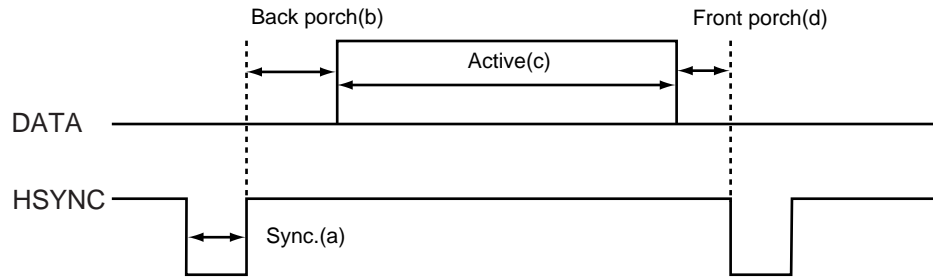 Back porch(b)
Front porch(d)
Active(c)
DATA
HSYNC
Sync.(a)